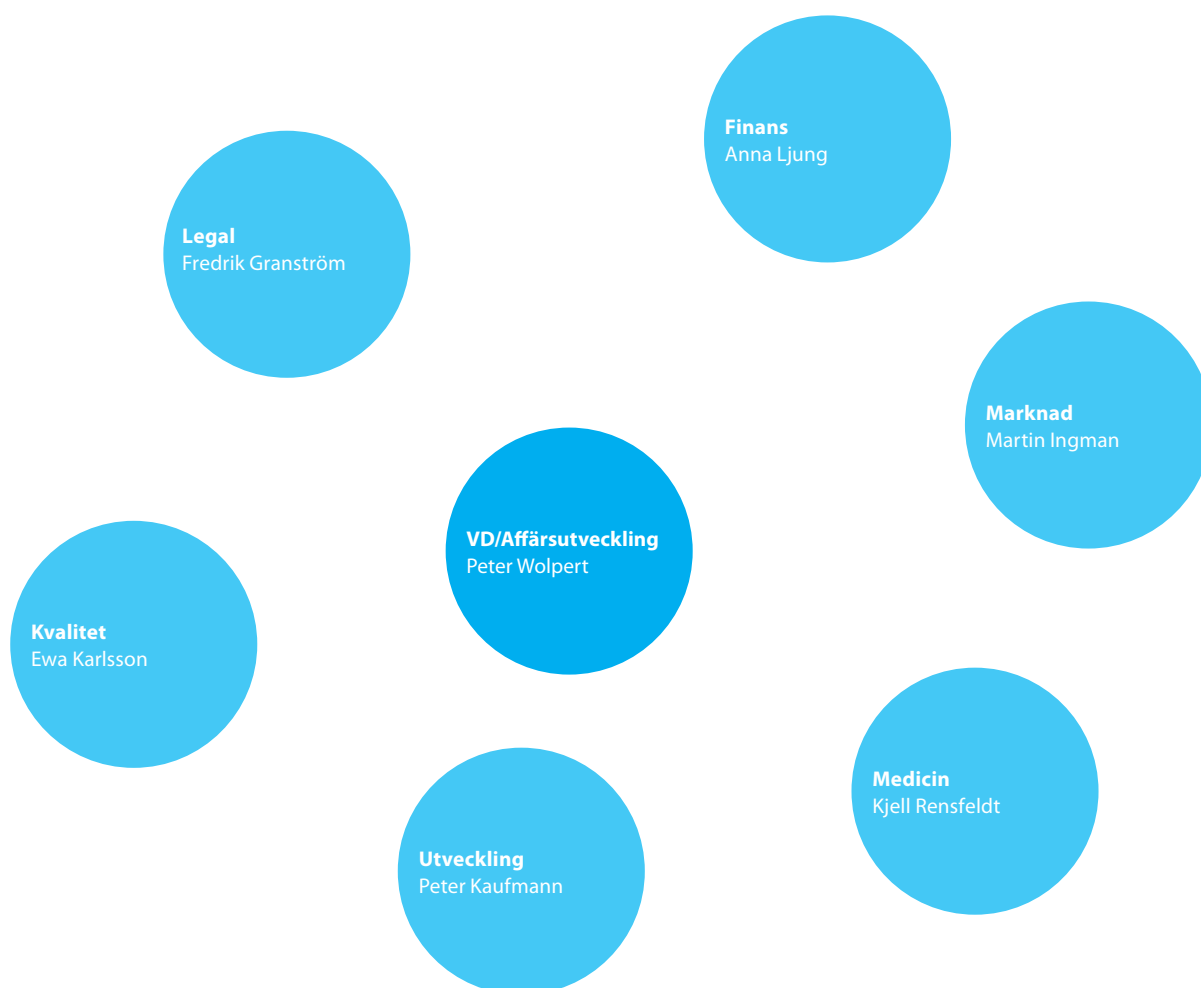 Finans
Anna Ljung
Legal
Fredrik Granström
Marknad
Martin Ingman
VD/Affärsutveckling
Peter Wolpert
Kvalitet
Ewa Karlsson
Medicin
Kjell Rensfeldt
Utveckling
Peter Kaufmann